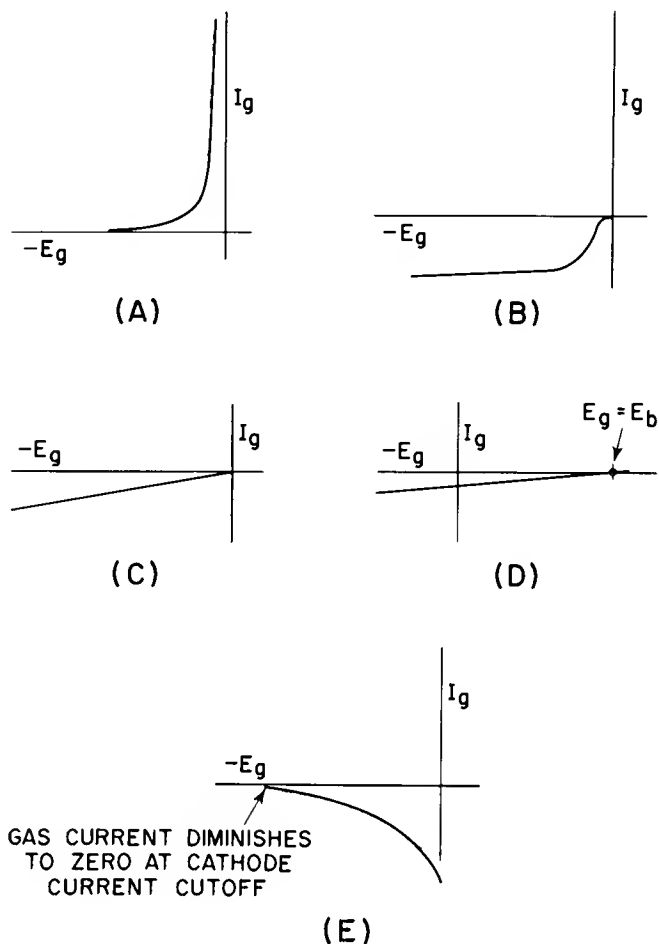 I_g
-E_g
(A)
I_g
-E_g
(B)
-E_g
I_g
(C)
E_g = E_b
-E_g
I_g
(D)
I_g
-E_g
GAS CURRENT DIMINISHES
TO ZERO AT CATHODE
CURRENT CUTOFF
(E)